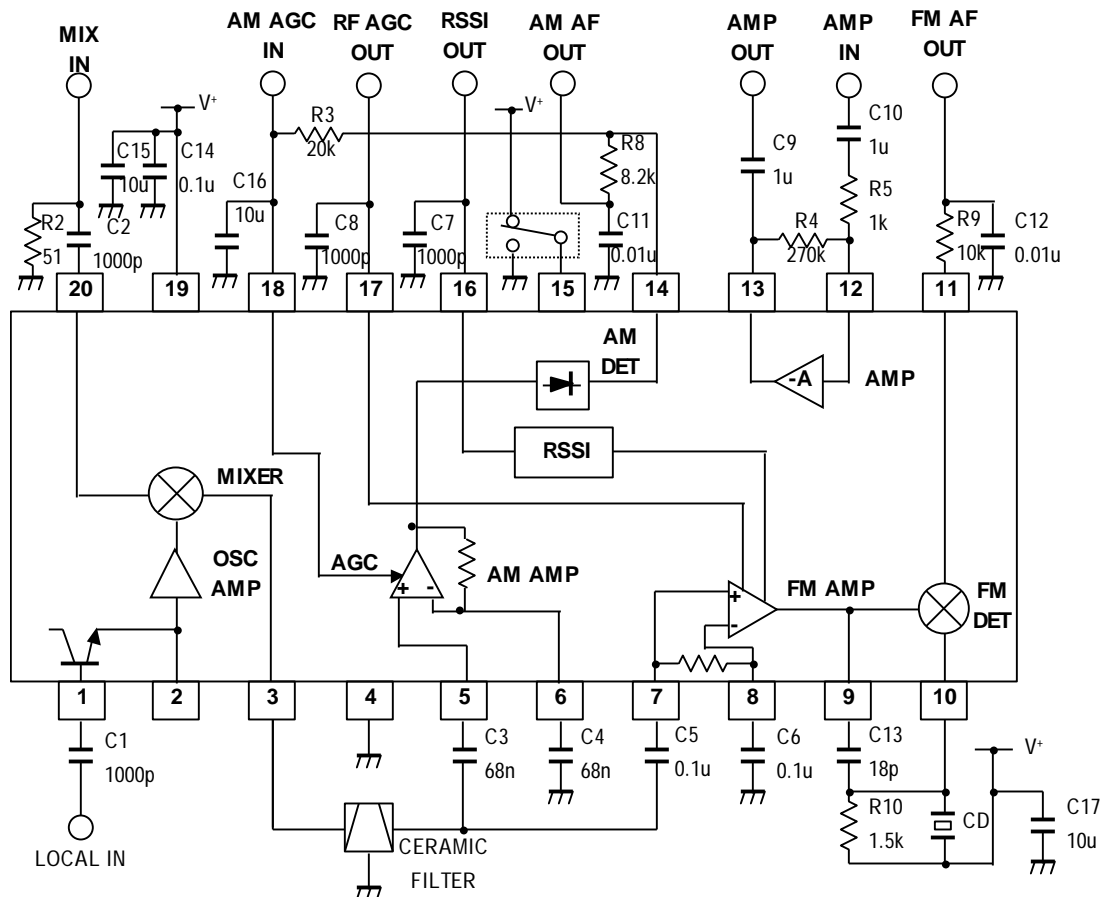 MIX IN
AM AGC IN
RF AGC OUT
RSSI OUT
AM AF OUT
AMP OUT
AMP IN
FM AF OUT
V+
V+
C15
10u
C14
0.1u
R3
20k
R8
8.2k
C9
1u
C10
1u
R5
1k
R2
51
C2
1000p
C16
10u
C8
1000p
C7
1000p
C11
0.01u
R4
270k
R9
10k
C12
0.01u
20
19
18
17
16
15
14
13
12
11
AM DET
-A
AMP
RSSI
MIXER
OSC AMP
AGC
+
-
AM AMP
+
-
FM AMP
FM DET
1
2
3
4
5
6
7
8
9
10
C1
1000p
C3
68n
C4
68n
C5
0.1u
C6
0.1u
C13
18p
V+
R10
1.5k
CD
C17
10u
LOCAL IN
CERAMIC FILTER